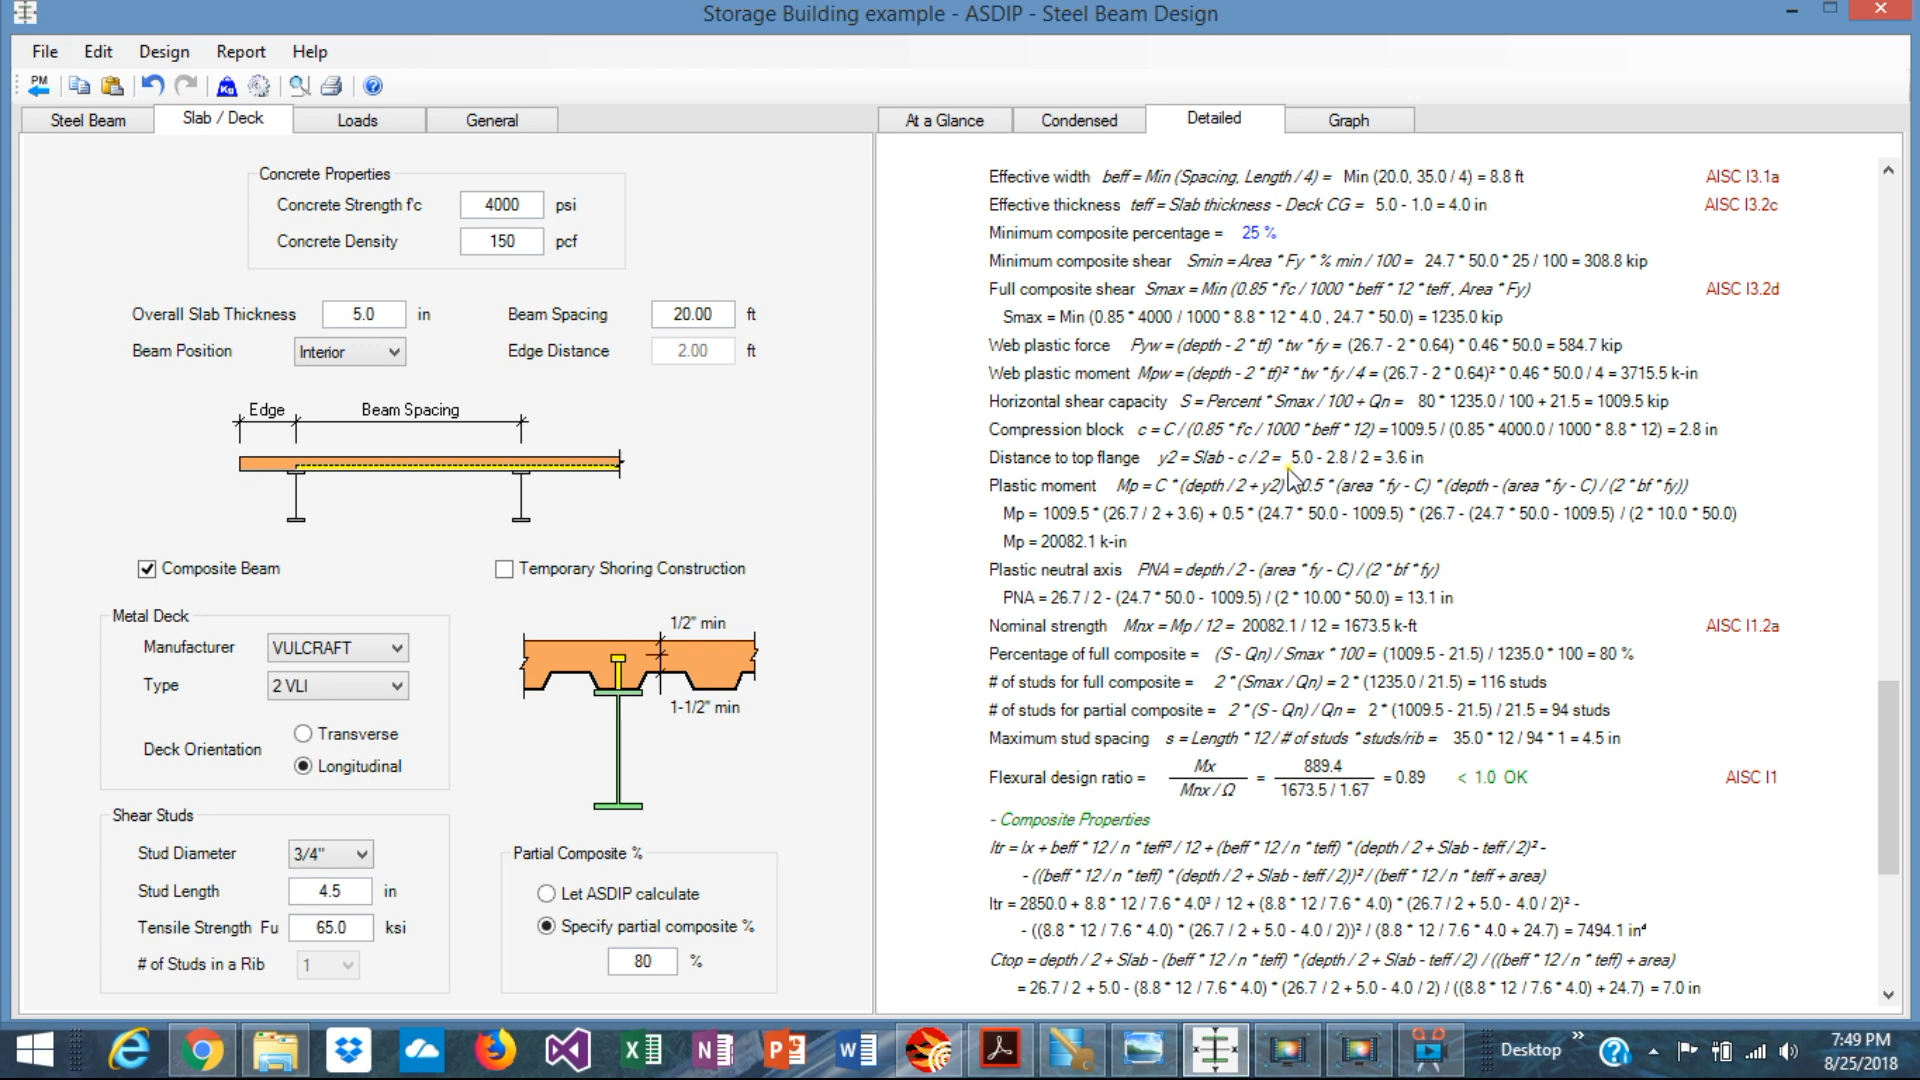 Storage Building example - ASDIP - Steel Beam Design
File Edit Design Report Help
PM
Kg
Steel Beam Slab / Deck Loads General
At a Glance Condensed Detailed Graph
Concrete Properties
Concrete Strength f'c 4000 psi
Concrete Density 150 pcf
Overall Slab Thickness 5.0 in
Beam Spacing 20.00 ft
Beam Position Interior
Edge Distance 2.00 ft
Edge Beam Spacing
Composite Beam
Temporary Shoring Construction
Metal Deck
Manufacturer VULCRAFT
Type 2 VLI
Deck Orientation
Transverse
Longitudinal
1/2" min
1-1/2" min
Shear Studs
Stud Diameter 3/4"
Stud Length 4.5 in
Tensile Strength Fu 65.0 ksi
# of Studs in a Rib 1
Partial Composite %
Let ASDIP calculate
Specify partial composite %
80 %
Effective width beff = Min (Spacing, Length / 4) = Min (20.0, 35.0 / 4) = 8.8 ft AISC I3.1a
Effective thickness teff = Slab thickness - Deck CG = 5.0 - 1.0 = 4.0 in AISC I3.2c
Minimum composite percentage = 25 %
Minimum composite shear Smin = Area * Fy * % min / 100 = 24.7 * 50.0 * 25 / 100 = 308.8 kip
Full composite shear Smax = Min (0.85 * f'c / 1000 * beff * 12 * teff , Area * Fy) AISC I3.2d
Smax = Min (0.85 * 4000 / 1000 * 8.8 * 12 * 4.0 , 24.7 * 50.0) = 1235.0 kip
Web plastic force Pyw = (depth - 2 * tf) * tw * fy = (26.7 - 2 * 0.64) * 0.46 * 50.0 = 584.7 kip
Web plastic moment Mpw = (depth - 2 * tf)² * tw * fy / 4 = (26.7 - 2 * 0.64)² * 0.46 * 50.0 / 4 = 3715.5 k-in
Horizontal shear capacity S = Percent * Smax / 100 + Qn = 80 * 1235.0 / 100 + 21.5 = 1009.5 kip
Compression block c = C / (0.85 * f'c / 1000 * beff * 12) = 1009.5 / (0.85 * 4000.0 / 1000 * 8.8 * 12) = 2.8 in
Distance to top flange y2 = Slab - c / 2 = 5.0 - 2.8 / 2 = 3.6 in
Plastic moment Mp = C * (depth / 2 + y2) 0.5 * (area * fy - C) * (depth - (area * fy - C) / (2 * bf * fy))
Mp = 1009.5 * (26.7 / 2 + 3.6) + 0.5 * (24.7 * 50.0 - 1009.5) * (26.7 - (24.7 * 50.0 - 1009.5) / (2 * 10.0 * 50.0)
Mp = 20082.1 k-in
Plastic neutral axis PNA = depth / 2 - (area * fy - C) / (2 * bf * fy)
PNA = 26.7 / 2 - (24.7 * 50.0 - 1009.5) / (2 * 10.00 * 50.0) = 13.1 in
Nominal strength Mnx = Mp / 12 = 20082.1 / 12 = 1673.5 k-ft AISC I1.2a
Percentage of full composite = (S - Qn) / Smax * 100 = (1009.5 - 21.5) / 1235.0 * 100 = 80 %
# of studs for full composite = 2 * (Smax / Qn) = 2 * (1235.0 / 21.5) = 116 studs
# of studs for partial composite = 2 * (S - Qn) / Qn = 2 * (1009.5 - 21.5) / 21.5 = 94 studs
Maximum stud spacing s = Length * 12 / # of studs * studs/rib = 35.0 * 12 / 94 * 1 = 4.5 in
Mx 889.4
Flexural design ratio = = = 0.89 < 1.0 OK AISC I1
Mnx / Ω 1673.5 / 1.67
- Composite Properties
Itr = Ix + beff * 12 / n * teff³ / 12 + (beff * 12 / n * teff) * (depth / 2 + Slab - teff / 2)² -
- ((beff * 12 / n * teff) * (depth / 2 + Slab - teff / 2))² / (beff * 12 / n * teff + area)
Itr = 2850.0 + 8.8 * 12 / 7.6 * 4.0³ / 12 + (8.8 * 12 / 7.6 * 4.0) * (26.7 / 2 + 5.0 - 4.0 / 2)² -
- ((8.8 * 12 / 7.6 * 4.0) * (26.7 / 2 + 5.0 - 4.0 / 2))² / (8.8 * 12 / 7.6 * 4.0 + 24.7) = 7494.1 in⁴
Ctop = depth / 2 + Slab - (beff * 12 / n * teff) * (depth / 2 + Slab - teff / 2) / ((beff * 12 / n * teff) + area)
= 26.7 / 2 + 5.0 - (8.8 * 12 / 7.6 * 4.0) * (26.7 / 2 + 5.0 - 4.0 / 2) / ((8.8 * 12 / 7.6 * 4.0) + 24.7) = 7.0 in
Desktop
7:49 PM
8/25/2018